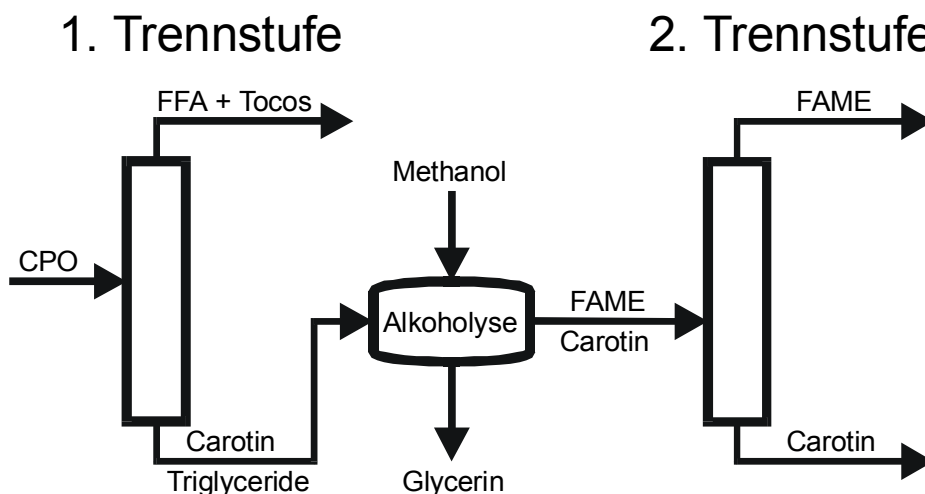 1. Trennstufe
2. Trennstufe
FFA + Tocos
FAME
Methanol
CPO
Alkoholyse
FAME
Carotin
Carotin
Triglyceride
Glycerin
Carotin